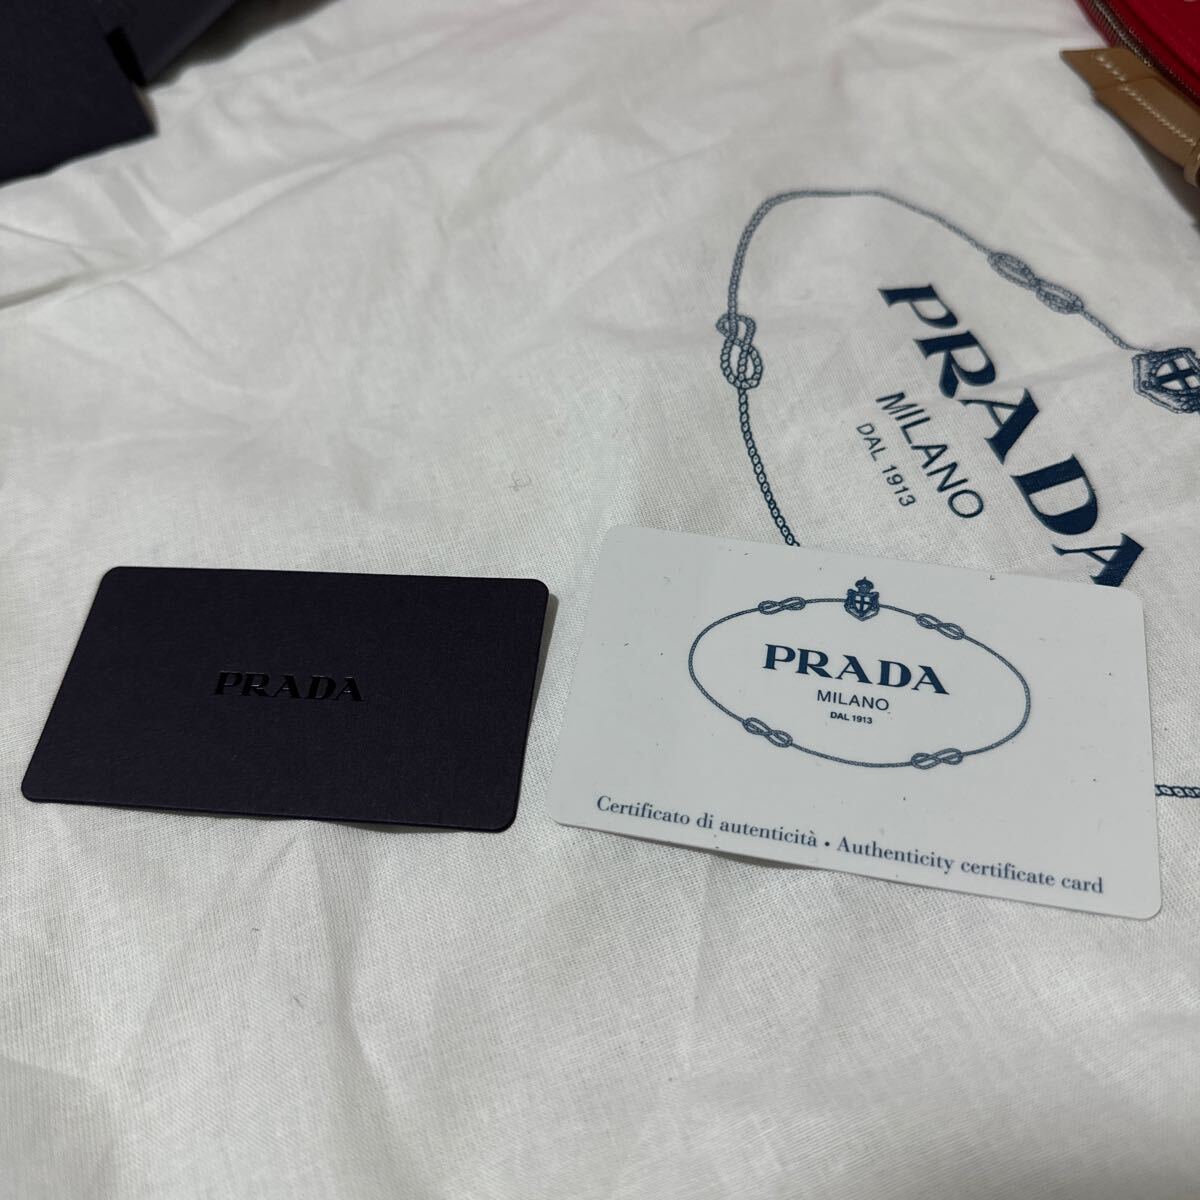 PRADA
MILANO
DAL 1913
PRADA
PRADA
MILANO
DAL 1913
Certificato di autenticità • Authenticity certificate card